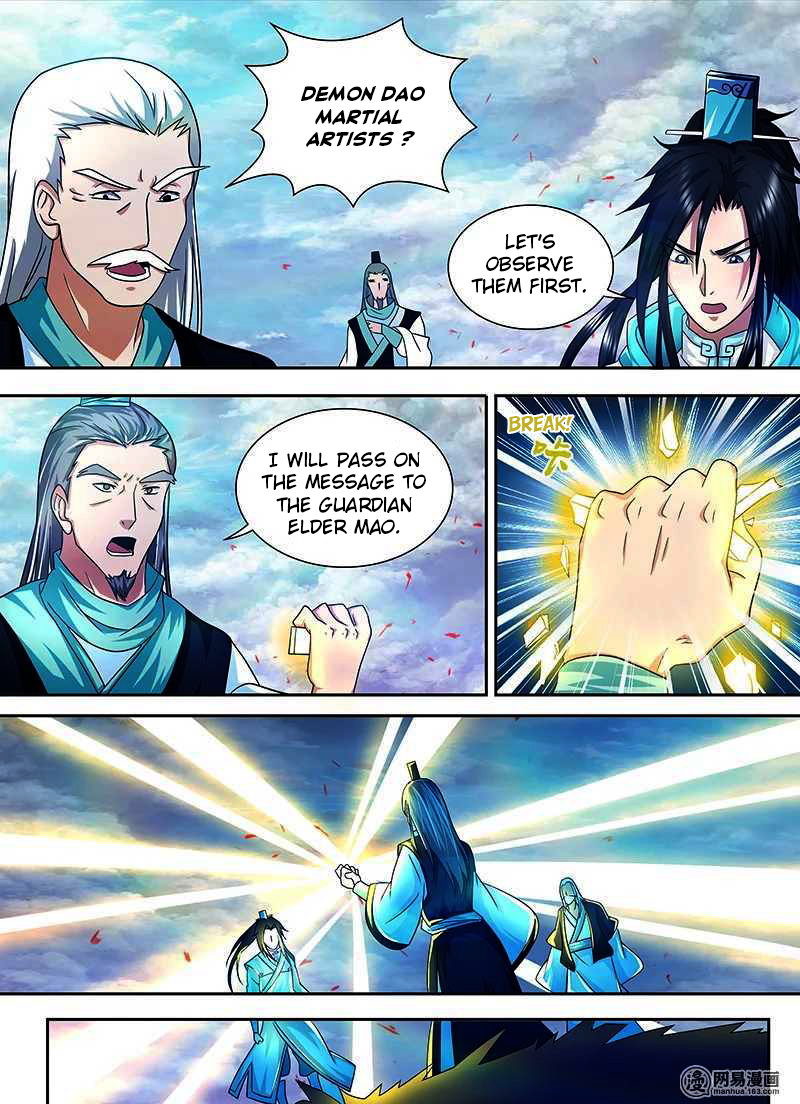 DEMON DAO
MARTIAL
ARTISTS ?
LET'S
OBSERVE
THEM FIRST.
I WILL PASS ON
THE MESSAGE TO
THE GUARDIAN
ELDER MAO.
BREAK!
咔
网易漫画
manhua.163.com